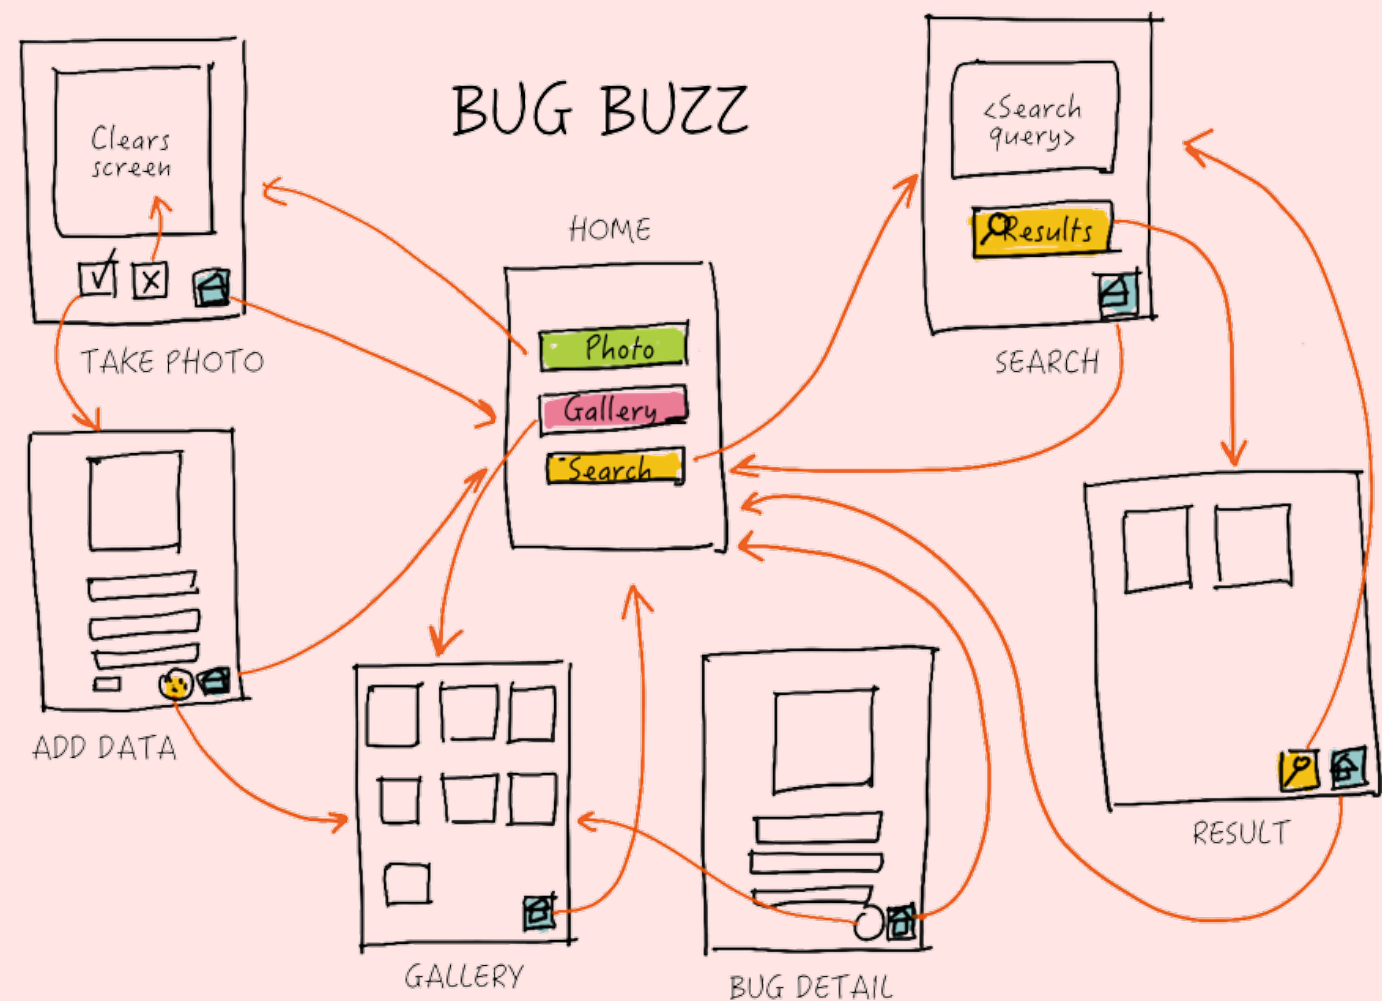 BUG BUZZ
Clears
screen
TAKE PHOTO
HOME
Photo
Gallery
Search
<Search
query>
Results
SEARCH
ADD DATA
GALLERY
BUG DETAIL
RESULT